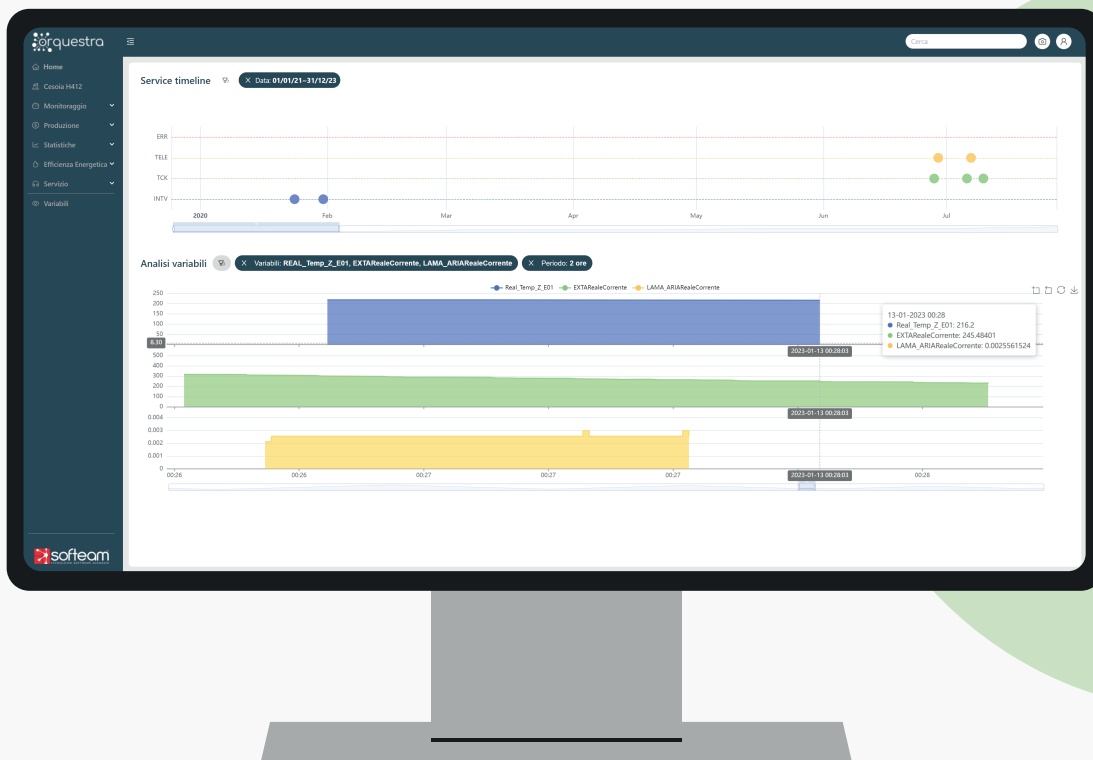 orquestra
Cerca
Home
Cesoia H412
Monitoraggio
Produzione
Statistiche
Efficienza Energetica
Servizio
Variabili
softeam
Service timeline
X Data: 01/01/21~31/12/23
ERR
TELE
TCK
INTV
2020 Feb Mar Apr May Jun Jul
Analisi variabili
X Variabili: REAL_Temp_Z_E01, EXTARealeCorrente, LAMA_ARIARealeCorrente
X Periodo: 2 ore
Real_Temp_Z_E01 EXTARealeCorrente LAMA_ARIARealeCorrente
250
200
150
100
50
8.30
2023-01-13 00:28:03
13-01-2023 00:28
Real_Temp_Z_E01: 216.2
EXTARealeCorrente: 245.48401
LAMA_ARIARealeCorrente: 0.0025561524
500
400
300
200
100
0
2023-01-13 00:28:03
0.004
0.003
0.002
0.001
0
00:26 00:26 00:27 00:27 00:27 2023-01-13 00:28:03 00:28